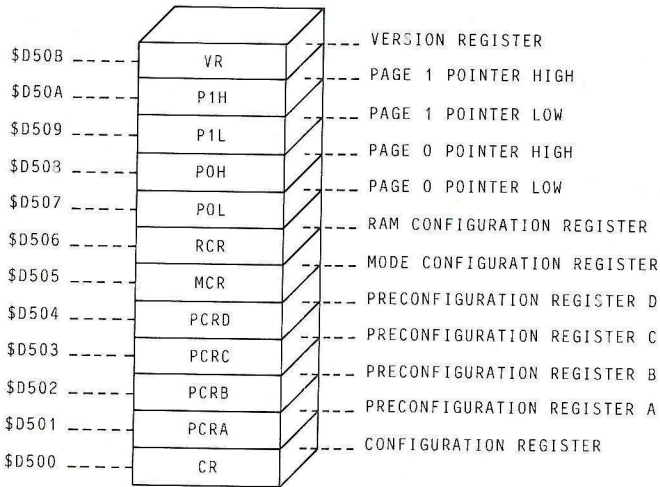 $D50B VR VERSION REGISTER
$D50A P1H PAGE 1 POINTER HIGH
$D509 P1L PAGE 1 POINTER LOW
$D508 P0H PAGE 0 POINTER HIGH
$D507 P0L PAGE 0 POINTER LOW
$D506 RCR RAM CONFIGURATION REGISTER
$D505 MCR MODE CONFIGURATION REGISTER
$D504 PCRD PRECONFIGURATION REGISTER D
$D503 PCRC PRECONFIGURATION REGISTER C
$D502 PCRB PRECONFIGURATION REGISTER B
$D501 PCRA PRECONFIGURATION REGISTER A
$D500 CR CONFIGURATION REGISTER